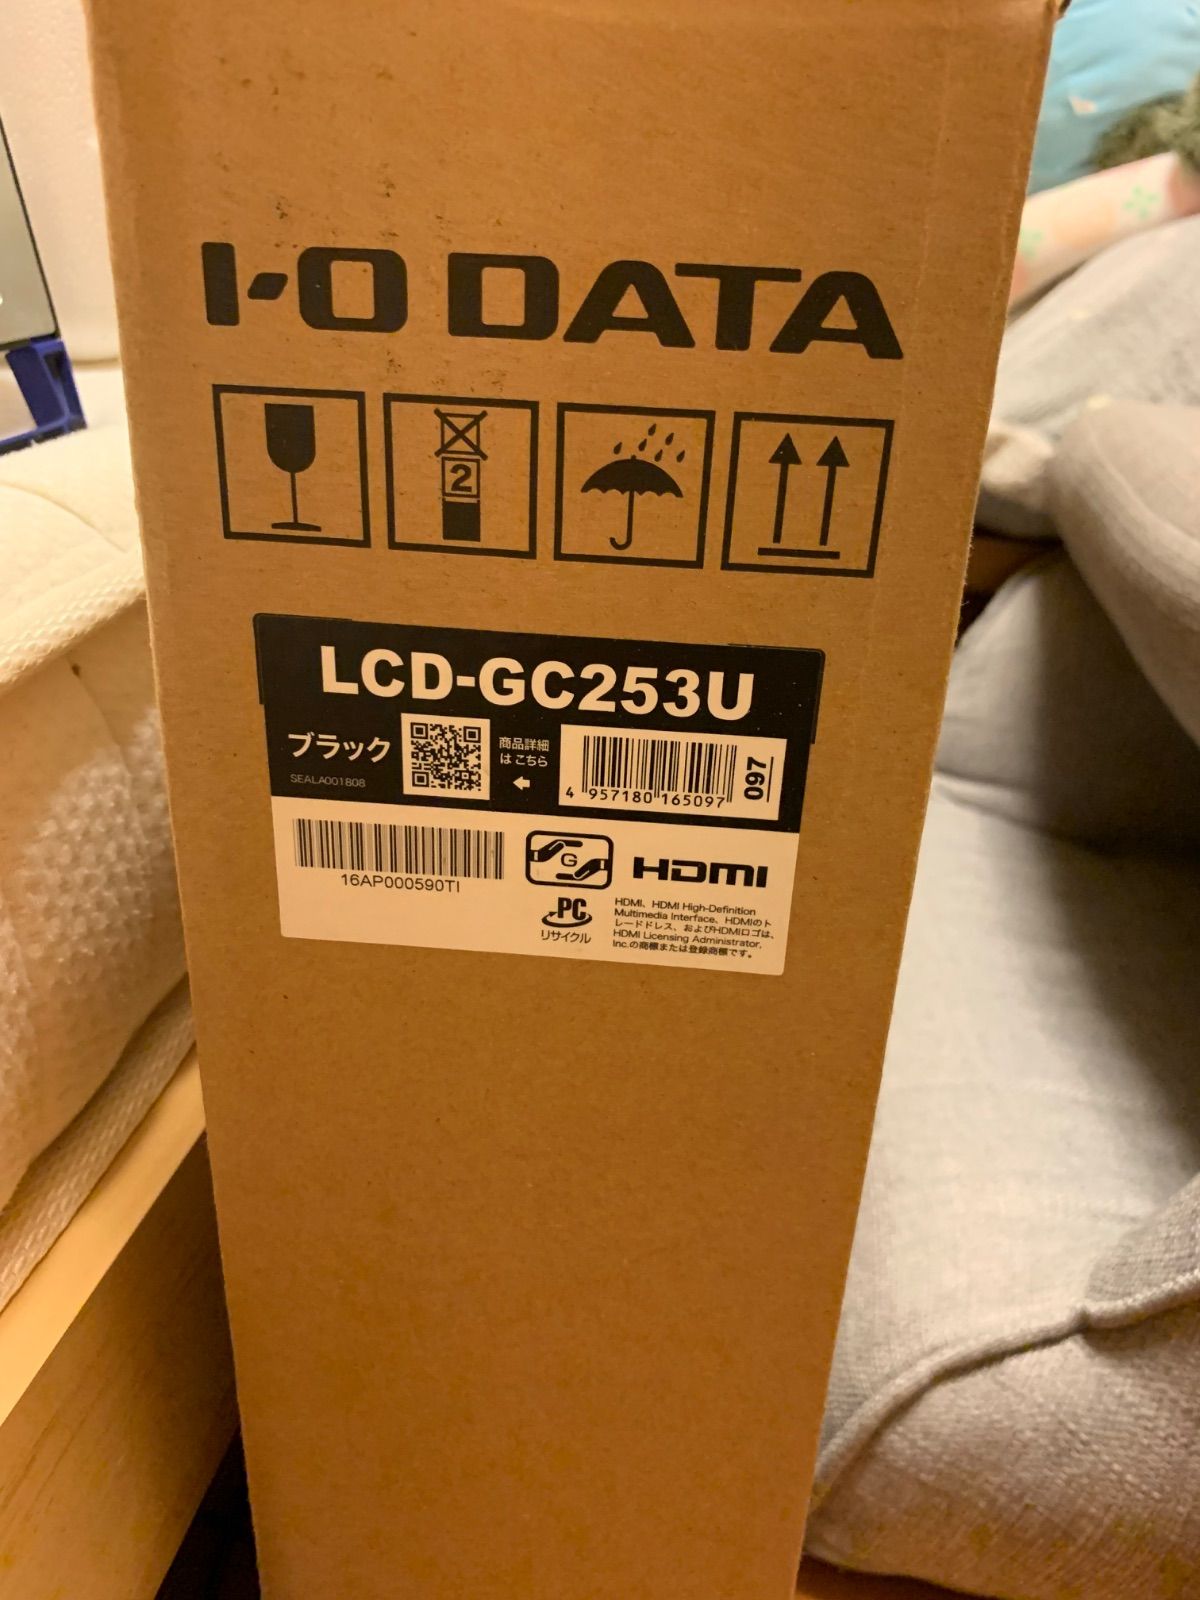 I-O DATA
2
LCD-GC253U
ブラック
商品詳細
は こちら
SEALA001808
4 957180 165097
097
16AP000590TI
G
HDMI
PC
リサイクル
HDMI、HDMI High-Definition
Multimedia Interface、HDMIのト
レードドレス、およびHDMIロゴは、
HDMI Licensing Administrator,
Inc.の商標または登録商標です。